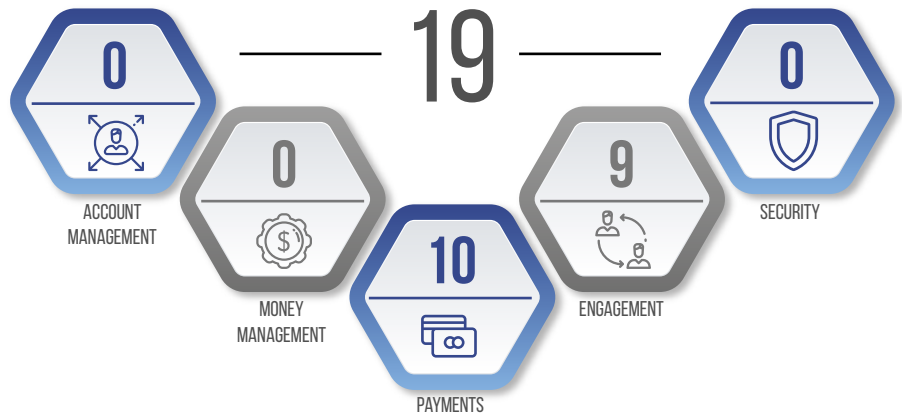 19
0
ACCOUNT
MANAGEMENT
0
$
MONEY
MANAGEMENT
10
PAYMENTS
9
ENGAGEMENT
0
SECURITY